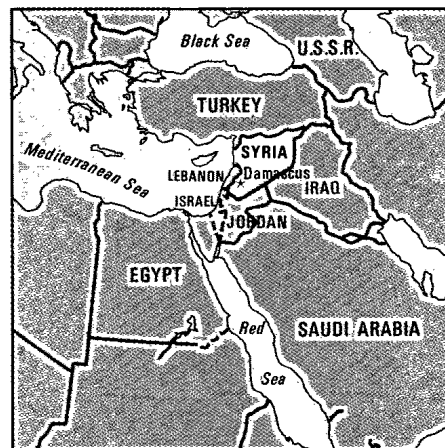 Black Sea
U.S.S.R.
TURKEY
Mediterranean Sea
SYRIA
LEBANON
Damascus
IRAQ
ISRAEL
JORDAN
EGYPT
Red
Sea
SAUDI ARABIA